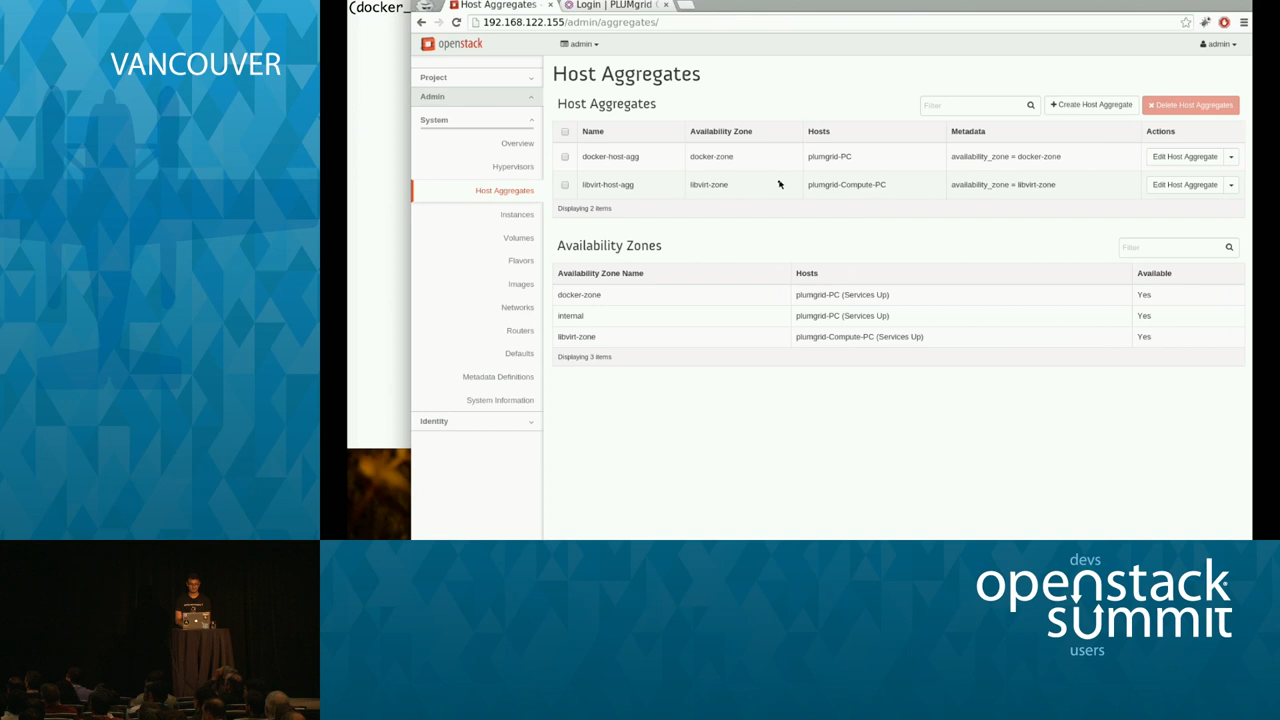 VANCOUVER
(docker_
Host Aggregates -
Login | PLUMgrid
192.168.122.155/admin/aggregates/
openstack
admin
admin
Project
Admin
System
Overview
Hypervisors
Host Aggregates
Instances
Volumes
Flavors
Images
Networks
Routers
Defaults
Metadata Definitions
System Information
Identity
Host Aggregates
Host Aggregates
Filter
+ Create Host Aggregate
Delete Host Aggregates
Name Availability Zone Hosts Metadata Actions
docker-host-agg docker-zone plumgrid-PC availability_zone = docker-zone Edit Host Aggregate
libvirt-host-agg libvirt-zone plumgrid-Compute-PC availability_zone = libvirt-zone Edit Host Aggregate
Displaying 2 items
Availability Zones
Filter
Availability Zone Name Hosts Available
docker-zone plumgrid-PC (Services Up) Yes
internal plumgrid-PC (Services Up) Yes
libvirt-zone plumgrid-Compute-PC (Services Up) Yes
Displaying 3 items
devs
openstack
summit
users